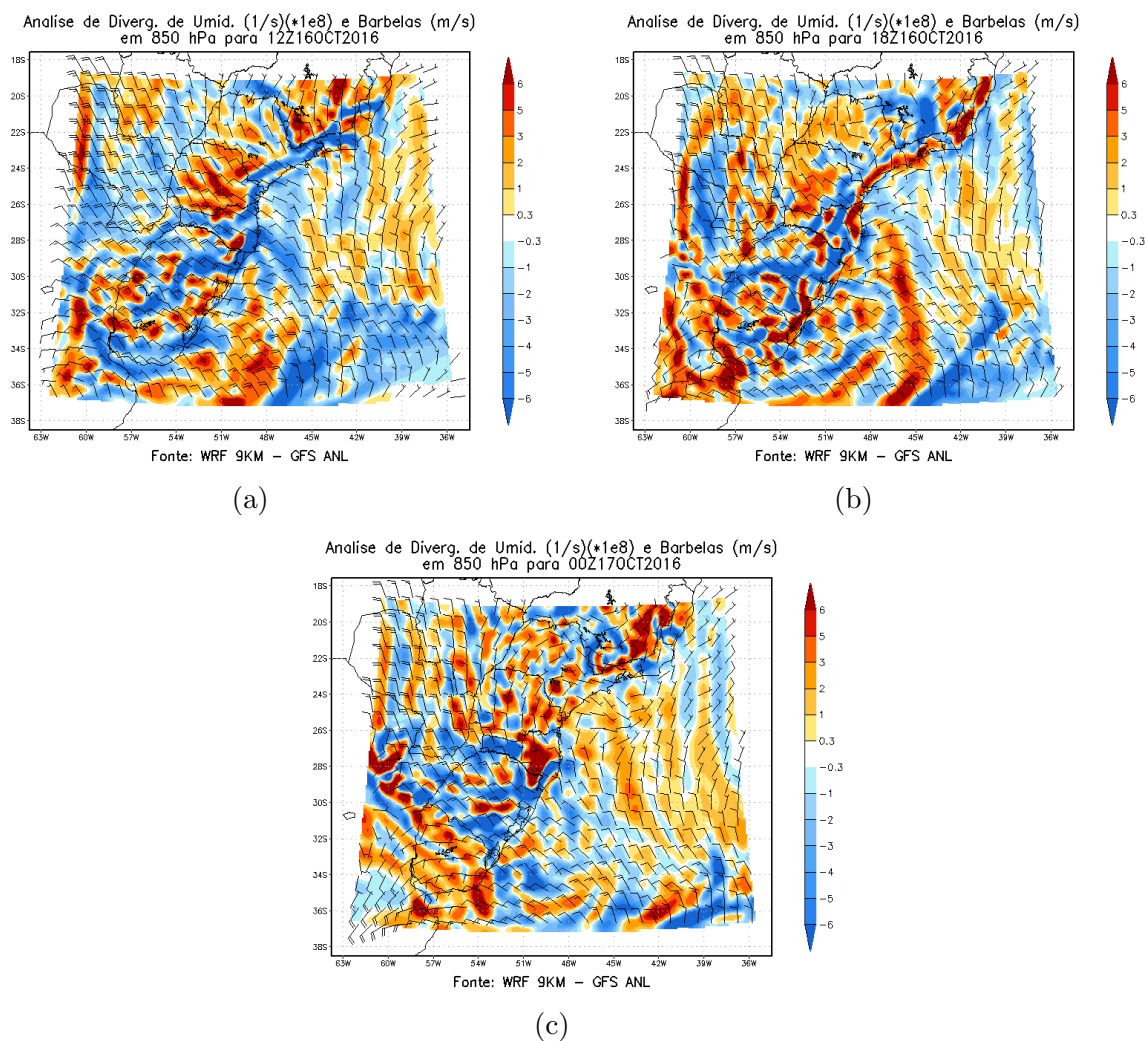 Analise de Diverg. de Umid. (1/s)(*1e8) e Barbelas (m/s)
em 850 hPa para 12Z16OCT2016
18S
20S
22S
24S
26S
28S
30S
32S
34S
36S
38S
63W 60W 57W 54W 51W 48W 45W 42W 39W 36W
6
5
3
2
1
0.3
−0.3
−1
−2
−3
−4
−5
−6
Fonte: WRF 9KM − GFS ANL
(a)
Analise de Diverg. de Umid. (1/s)(*1e8) e Barbelas (m/s)
em 850 hPa para 18Z16OCT2016
18S
20S
22S
24S
26S
28S
30S
32S
34S
36S
38S
63W 60W 57W 54W 51W 48W 45W 42W 39W 36W
6
5
3
2
1
0.3
−0.3
−1
−2
−3
−4
−5
−6
Fonte: WRF 9KM − GFS ANL
(b)
Analise de Diverg. de Umid. (1/s)(*1e8) e Barbelas (m/s)
em 850 hPa para 00Z17OCT2016
18S
20S
22S
24S
26S
28S
30S
32S
34S
36S
38S
63W 60W 57W 54W 51W 48W 45W 42W 39W 36W
6
5
3
2
1
0.3
−0.3
−1
−2
−3
−4
−5
−6
Fonte: WRF 9KM − GFS ANL
(c)